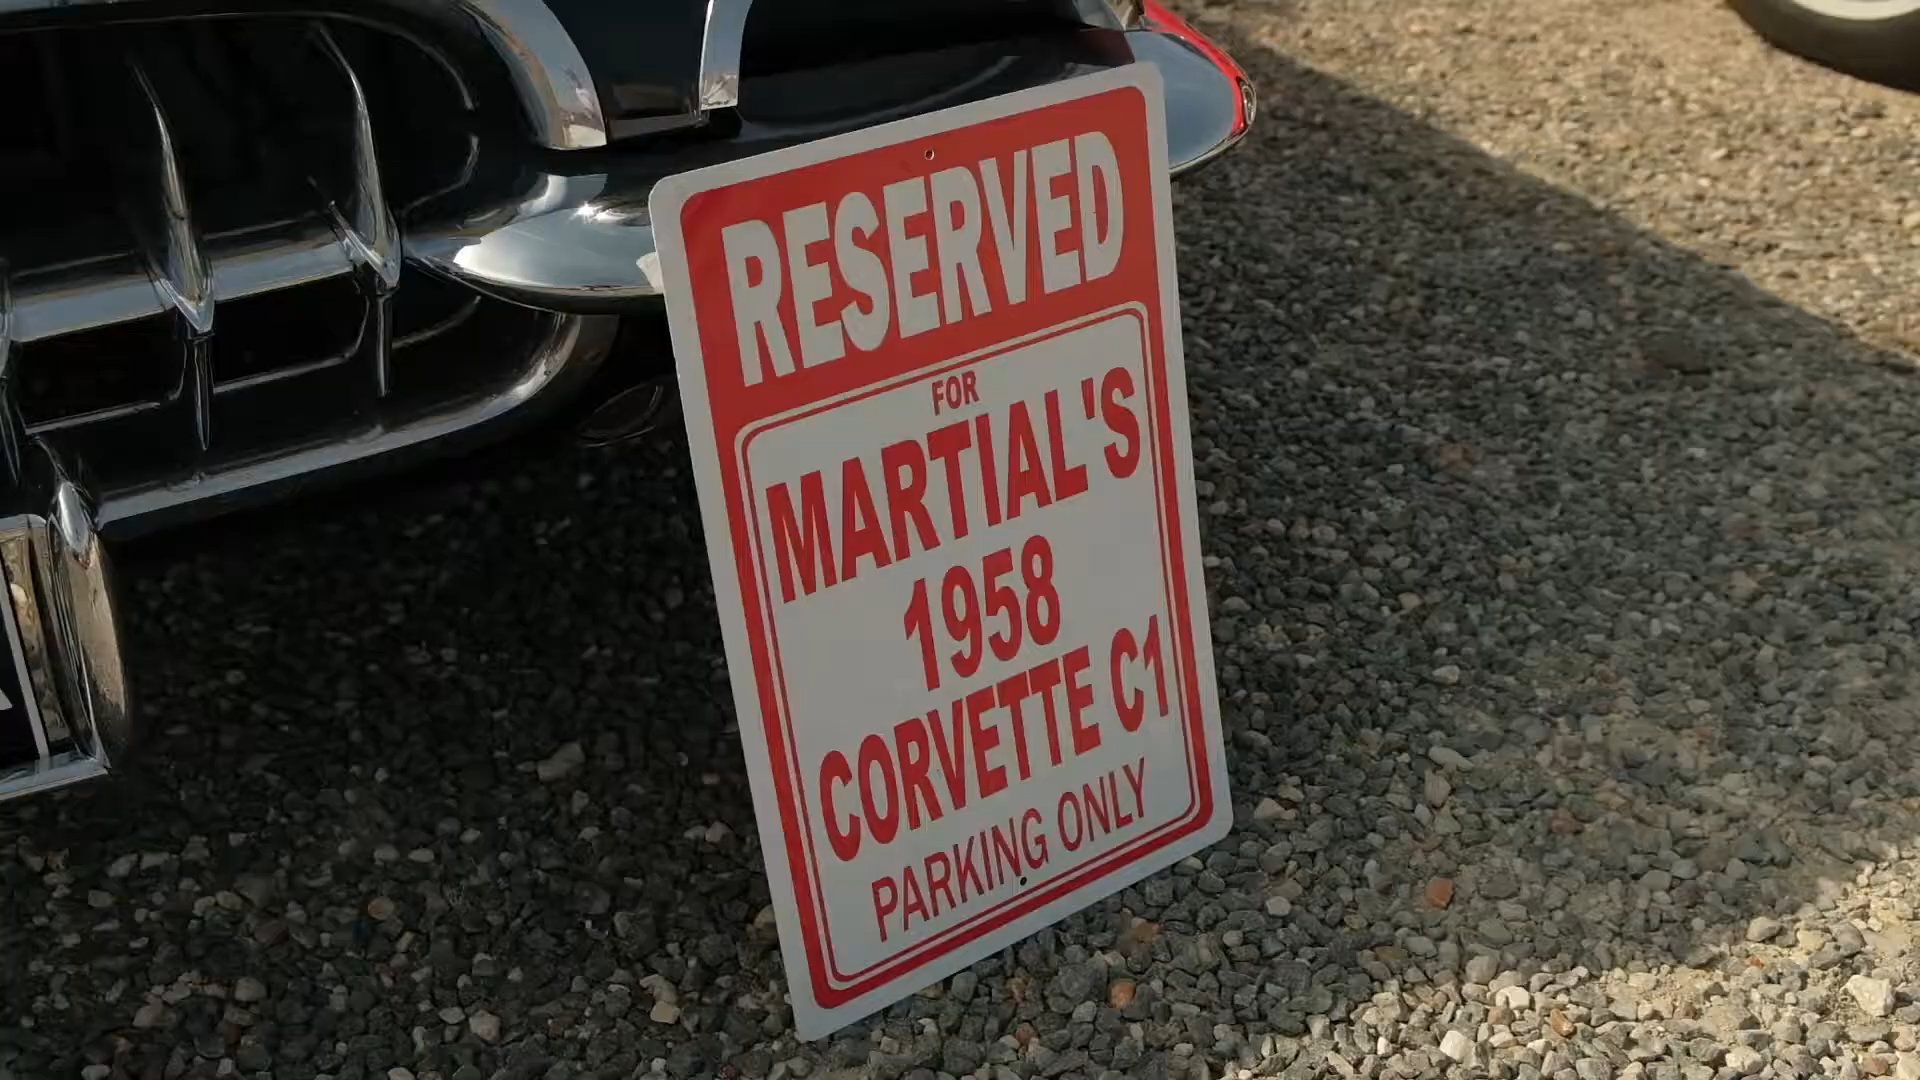 RESERVED
FOR
MARTIAL'S
1958
CORVETTE C1
PARKING ONLY